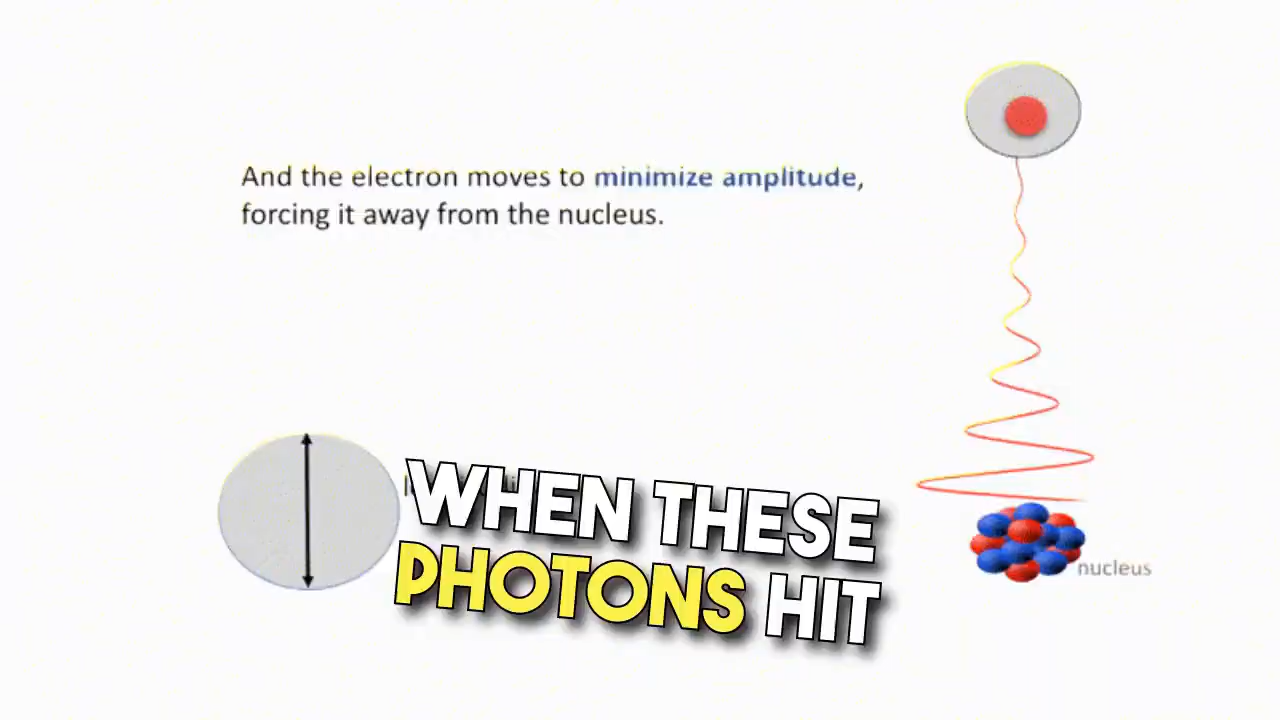 And the electron moves to minimize amplitude,
forcing it away from the nucleus.
WHEN THESE
PHOTONS HIT
nucleus